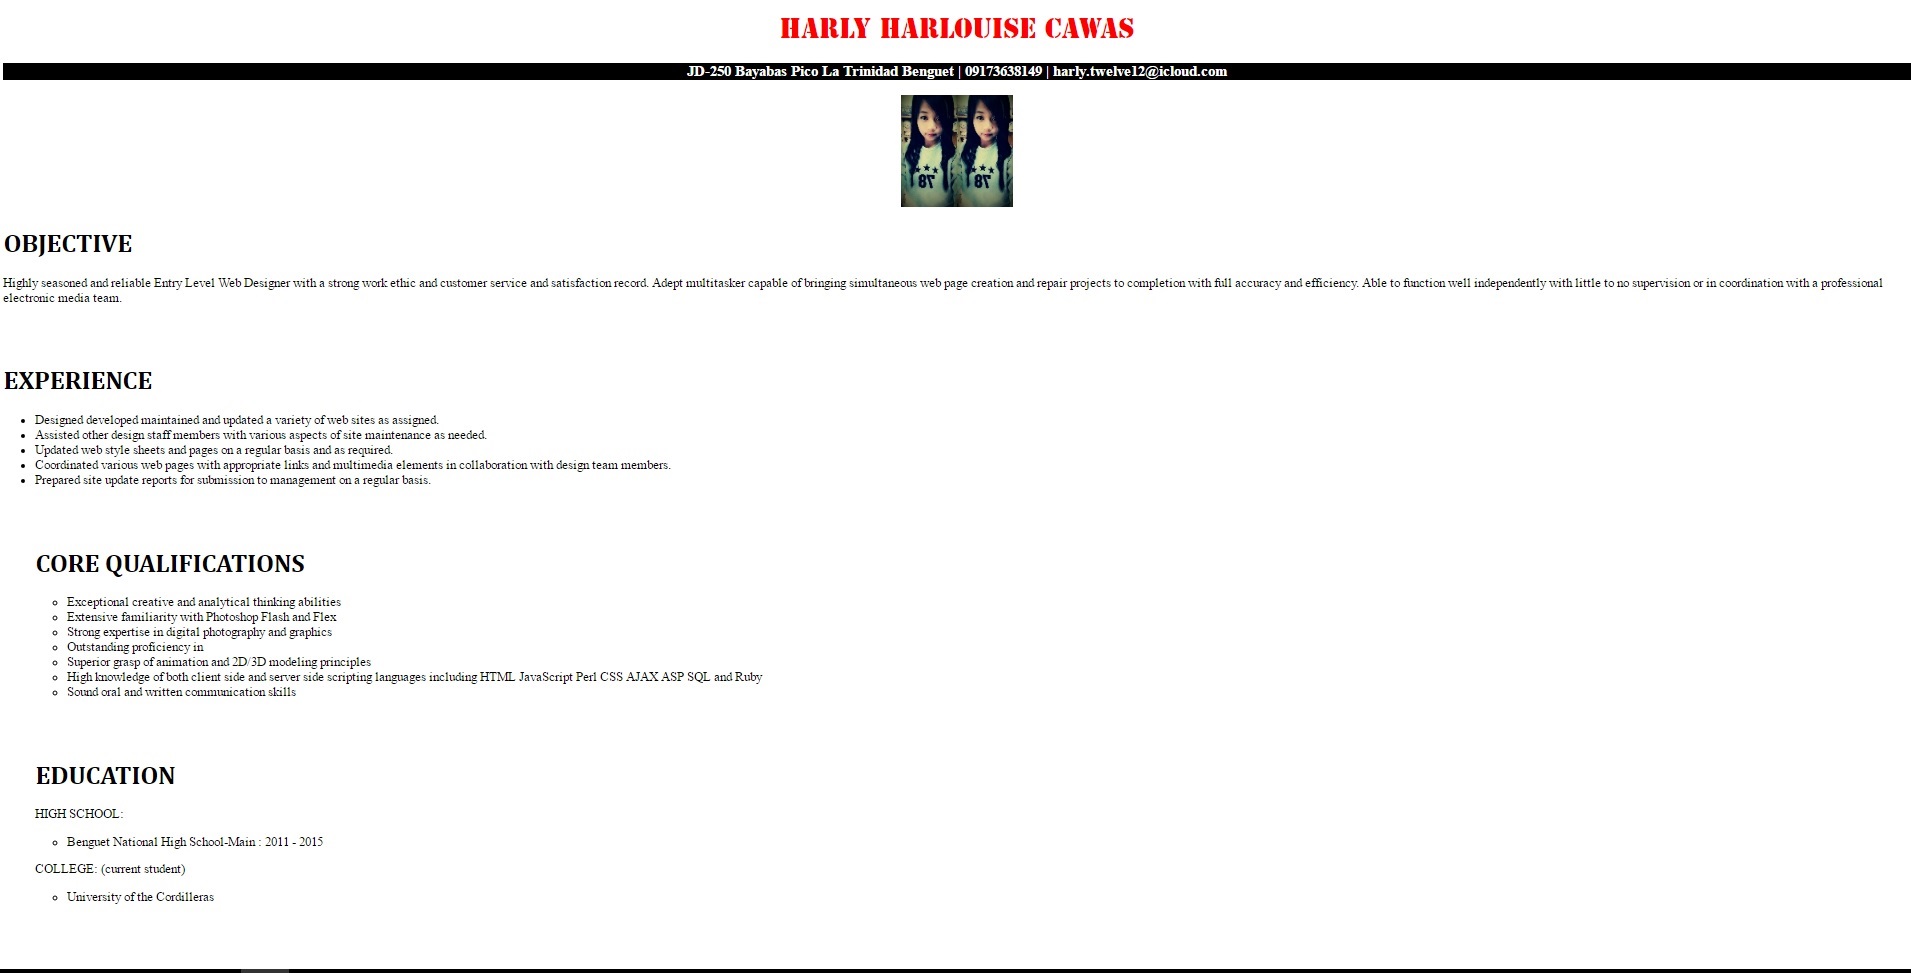 HARLY HARLOUISE CAWAS
JD-250 Bayabas Pico La Trinidad Benguet | 09173638149 | harly.twelve12@icloud.com
87 87
OBJECTIVE
Highly seasoned and reliable Entry Level Web Designer with a strong work ethic and customer service and satisfaction record. Adept multitasker capable of bringing simultaneous web page creation and repair projects to completion with full accuracy and efficiency. Able to function well independently with little to no supervision or in coordination with a professional
electronic media team.
EXPERIENCE
Designed developed maintained and updated a variety of web sites as assigned.
Assisted other design staff members with various aspects of site maintenance as needed.
Updated web style sheets and pages on a regular basis and as required.
Coordinated various web pages with appropriate links and multimedia elements in collaboration with design team members.
Prepared site update reports for submission to management on a regular basis.
CORE QUALIFICATIONS
Exceptional creative and analytical thinking abilities
Extensive familiarity with Photoshop Flash and Flex
Strong expertise in digital photography and graphics
Outstanding proficiency in
Superior grasp of animation and 2D/3D modeling principles
High knowledge of both client side and server side scripting languages including HTML JavaScript Perl CSS AJAX ASP SQL and Ruby
Sound oral and written communication skills
EDUCATION
HIGH SCHOOL:
Benguet National High School-Main : 2011 - 2015
COLLEGE: (current student)
University of the Cordilleras